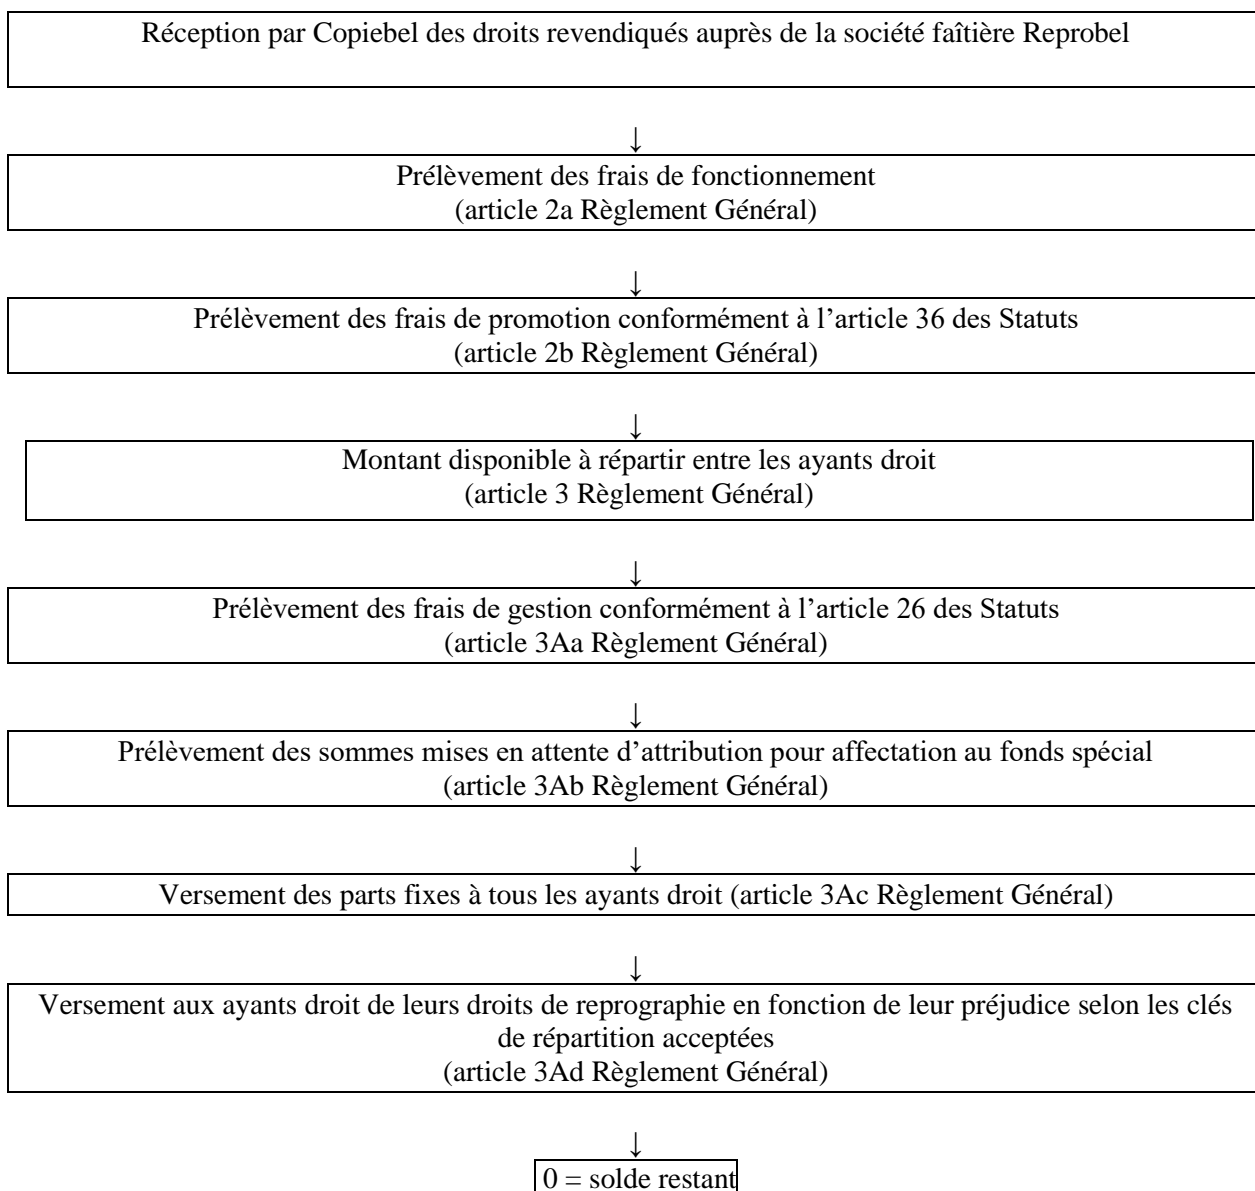 Réception par Copiebel des droits revendiqués auprès de la société faîtière Reprobel
↓
Prélèvement des frais de fonctionnement
(article 2a Règlement Général)
↓
Prélèvement des frais de promotion conformément à l’article 36 des Statuts
(article 2b Règlement Général)
↓
Montant disponible à répartir entre les ayants droit
(article 3 Règlement Général)
↓
Prélèvement des frais de gestion conformément à l’article 26 des Statuts
(article 3Aa Règlement Général)
↓
Prélèvement des sommes mises en attente d’attribution pour affectation au fonds spécial
(article 3Ab Règlement Général)
↓
Versement des parts fixes à tous les ayants droit (article 3Ac Règlement Général)
↓
Versement aux ayants droit de leurs droits de reprographie en fonction de leur préjudice selon les clés
de répartition acceptées
(article 3Ad Règlement Général)
↓
0 = solde restant